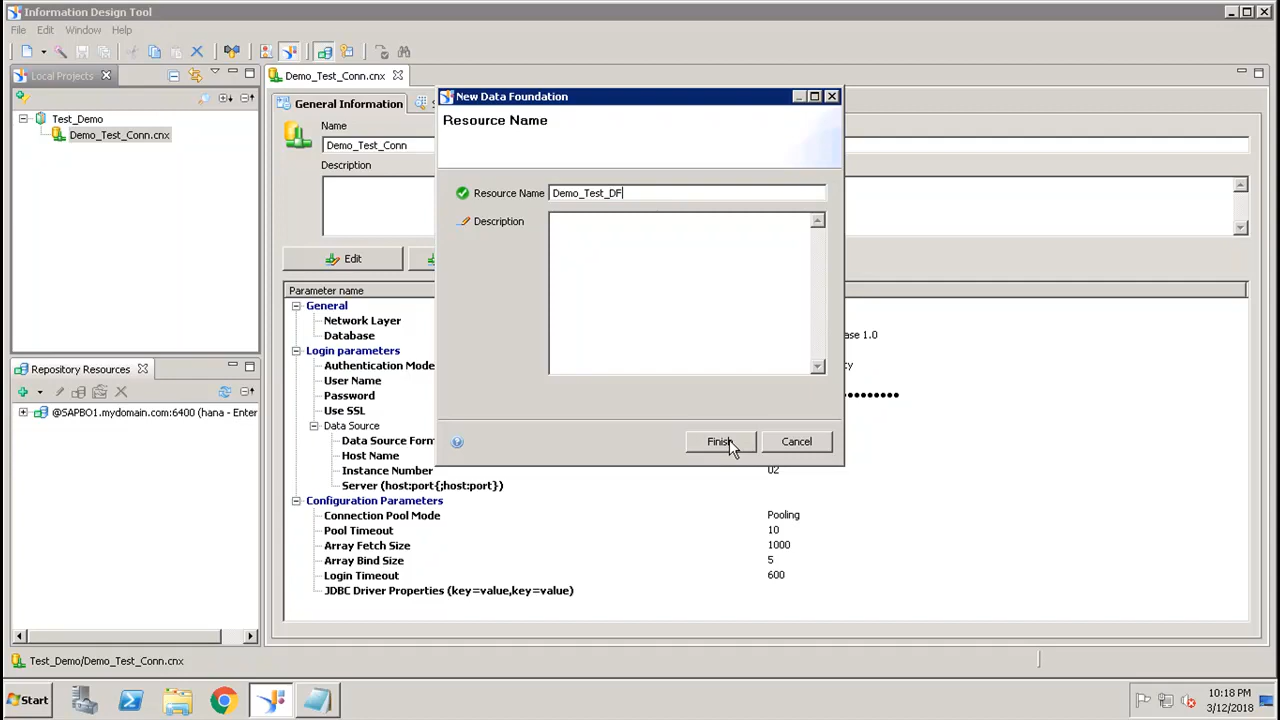 Information Design Tool
File Edit Window Help
Local Projects
Demo_Test_Conn.cnx
New Data Foundation
General Information
Resource Name
Test_Demo
Demo_Test_Conn.cnx
Name
Demo_Test_Conn
Description
Resource Name Demo_Test_DF
Description
Edit
Parameter name
General
Network Layer
Database ase 1.0
Login parameters
Authentication Mode cy
User Name
Password ●●●●●●●●●
Use SSL
Data Source
Data Source Form
Host Name
Instance Number 02
Server (host:port{;host:port})
Configuration Parameters
Connection Pool Mode Pooling
Pool Timeout 10
Array Fetch Size 1000
Array Bind Size 5
Login Timeout 600
JDBC Driver Properties (key=value,key=value)
Finish Cancel
Repository Resources
@SAPBO1.mydomain.com:6400 (hana - Enter
Test_Demo/Demo_Test_Conn.cnx
Start
10:18 PM
3/12/2018